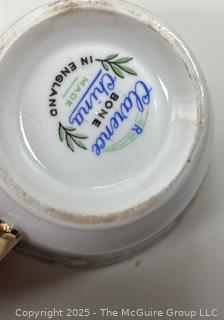 R
Clarence
BONE
China
MADE
IN ENGLAND
Copyright 2025 - The McGuire Group LLC